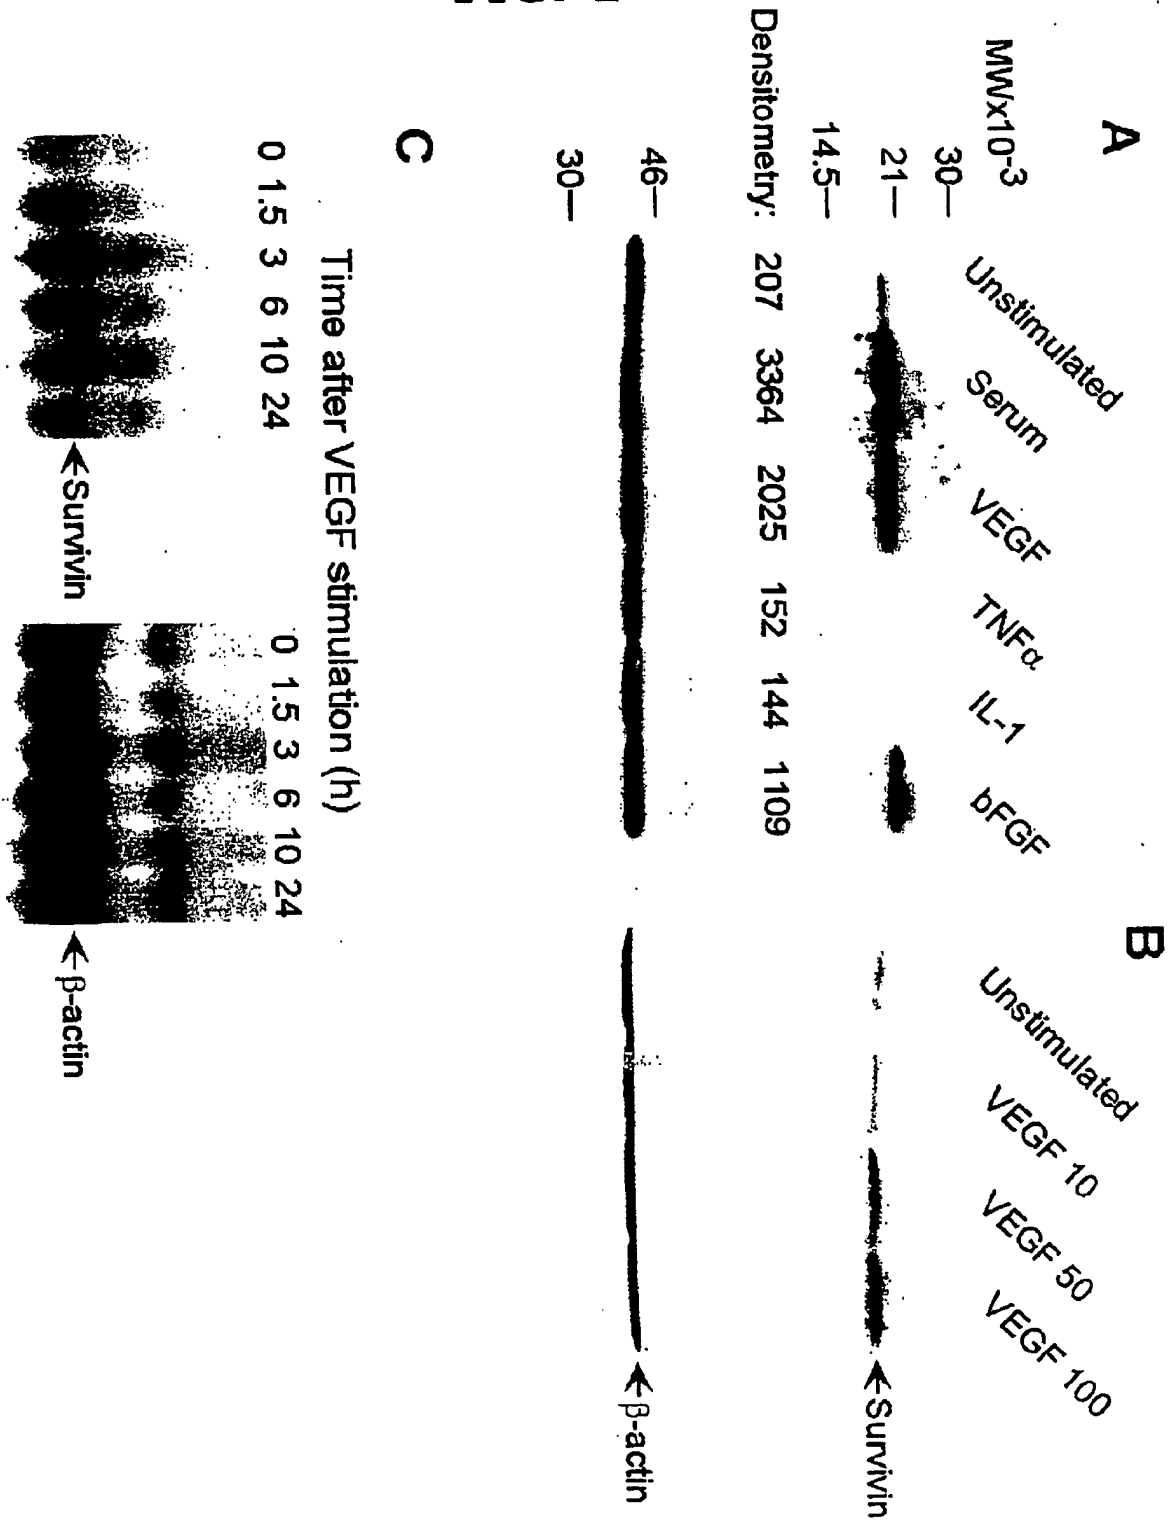 A
MWx10-3
Unstimulated
Serum
VEGF
TNFα
IL-1
bFGF
30—
21—
14.5—
Densitometry: 207 3364 2025 152 144 1109
46—
30—
B
Unstimulated
VEGF 10
VEGF 50
VEGF 100
←Survivin
←β-actin
C
Time after VEGF stimulation (h)
0 1.5 3 6 10 24
←Survivin
0 1.5 3 6 10 24
←β-actin